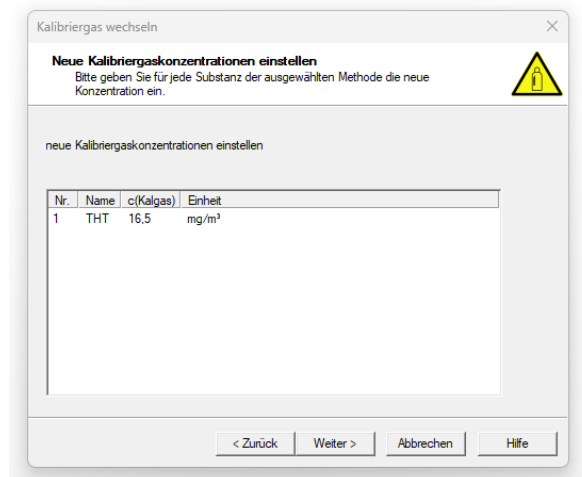 Kalibriergas wechseln
Neue Kalibriergaskonzentrationen einstellen
Bitte geben Sie für jede Substanz der ausgewählten Methode die neue
Konzentration ein.
neue Kalibriergaskonzentrationen einstellen
Nr. Name c(Kalgas) Einheit
1 THT 16,5 mg/m³
< Zurück Weiter > Abbrechen Hilfe